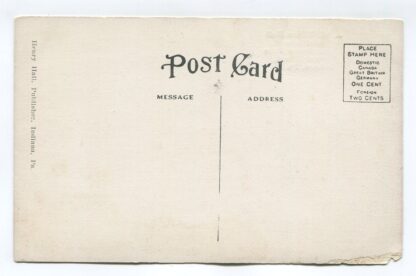 Post Card
MESSAGE
ADDRESS
PLACE
STAMP HERE
DOMESTIC
CANADA
GREAT BRITAIN
GERMANY
ONE CENT
FOREIGN
TWO CENTS
Henry Hall, Publisher, Indiana, Pa.